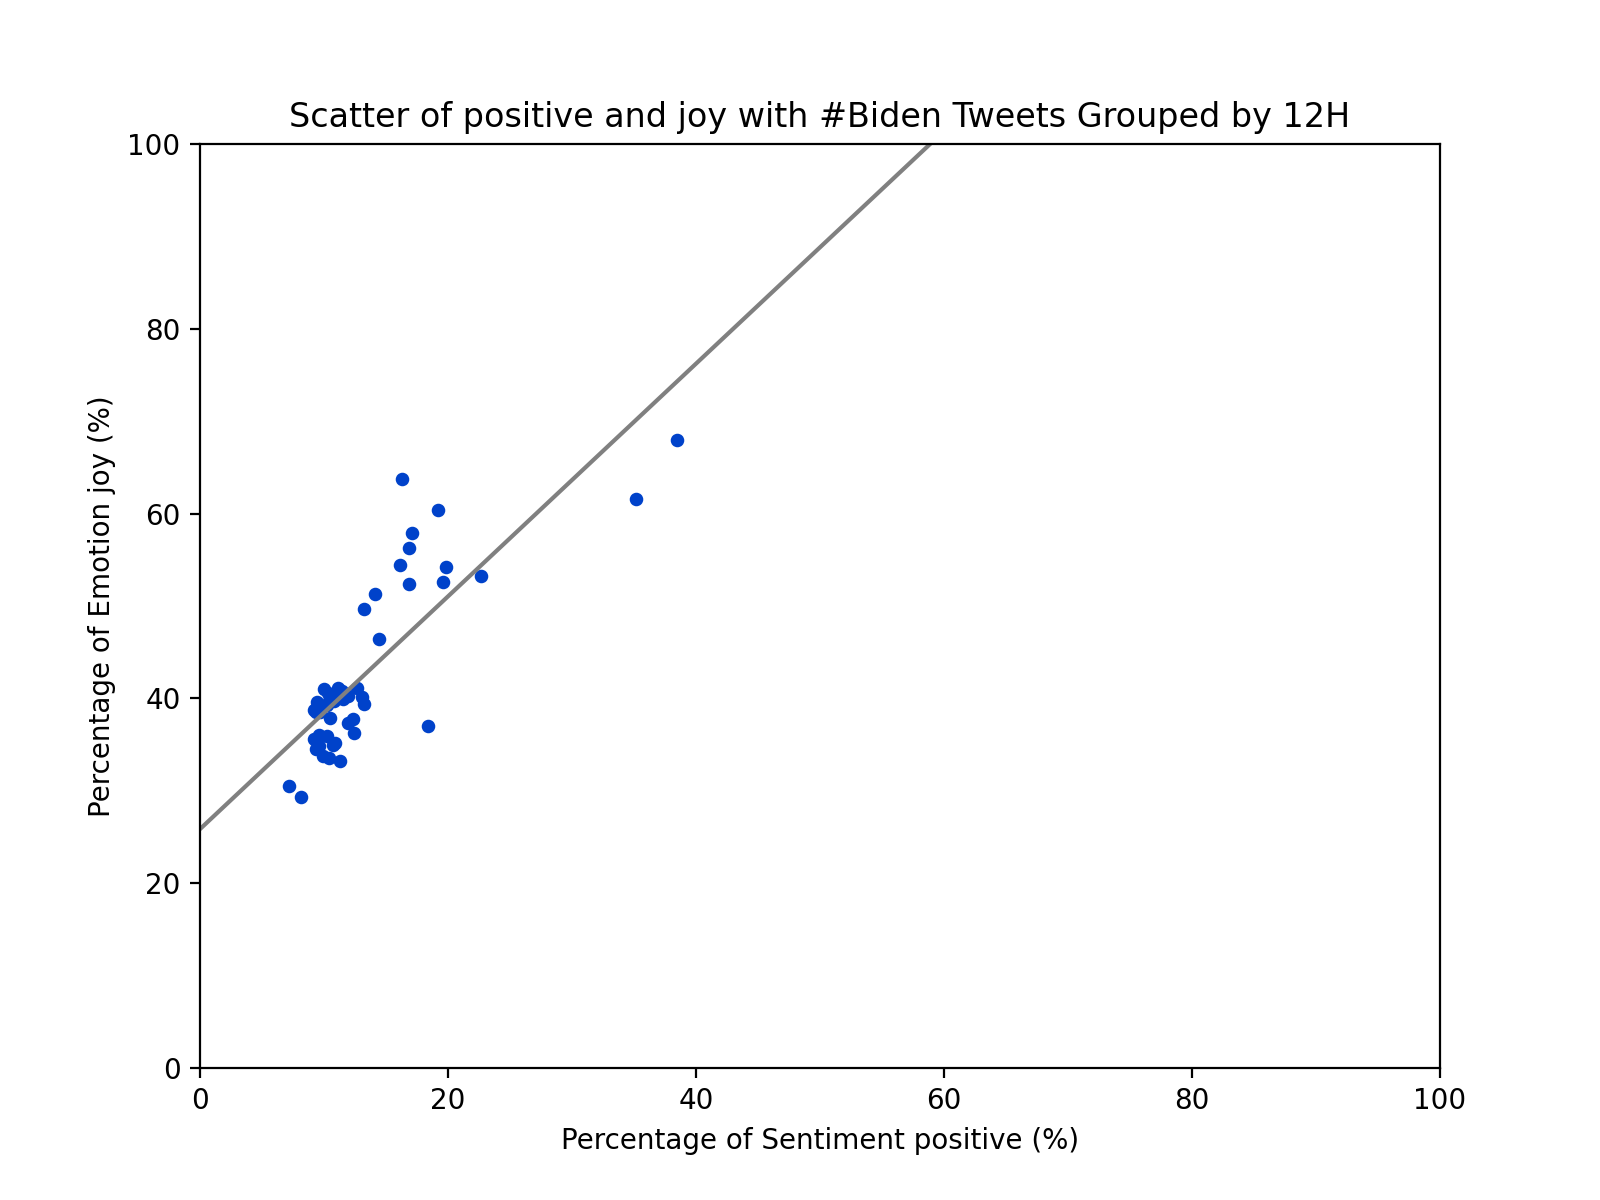 Scatter of positive and joy with #Biden Tweets Grouped by 12H
100
80
60
40
20
0
Percentage of Emotion joy (%)
0 20 40 60 80 100
Percentage of Sentiment positive (%)